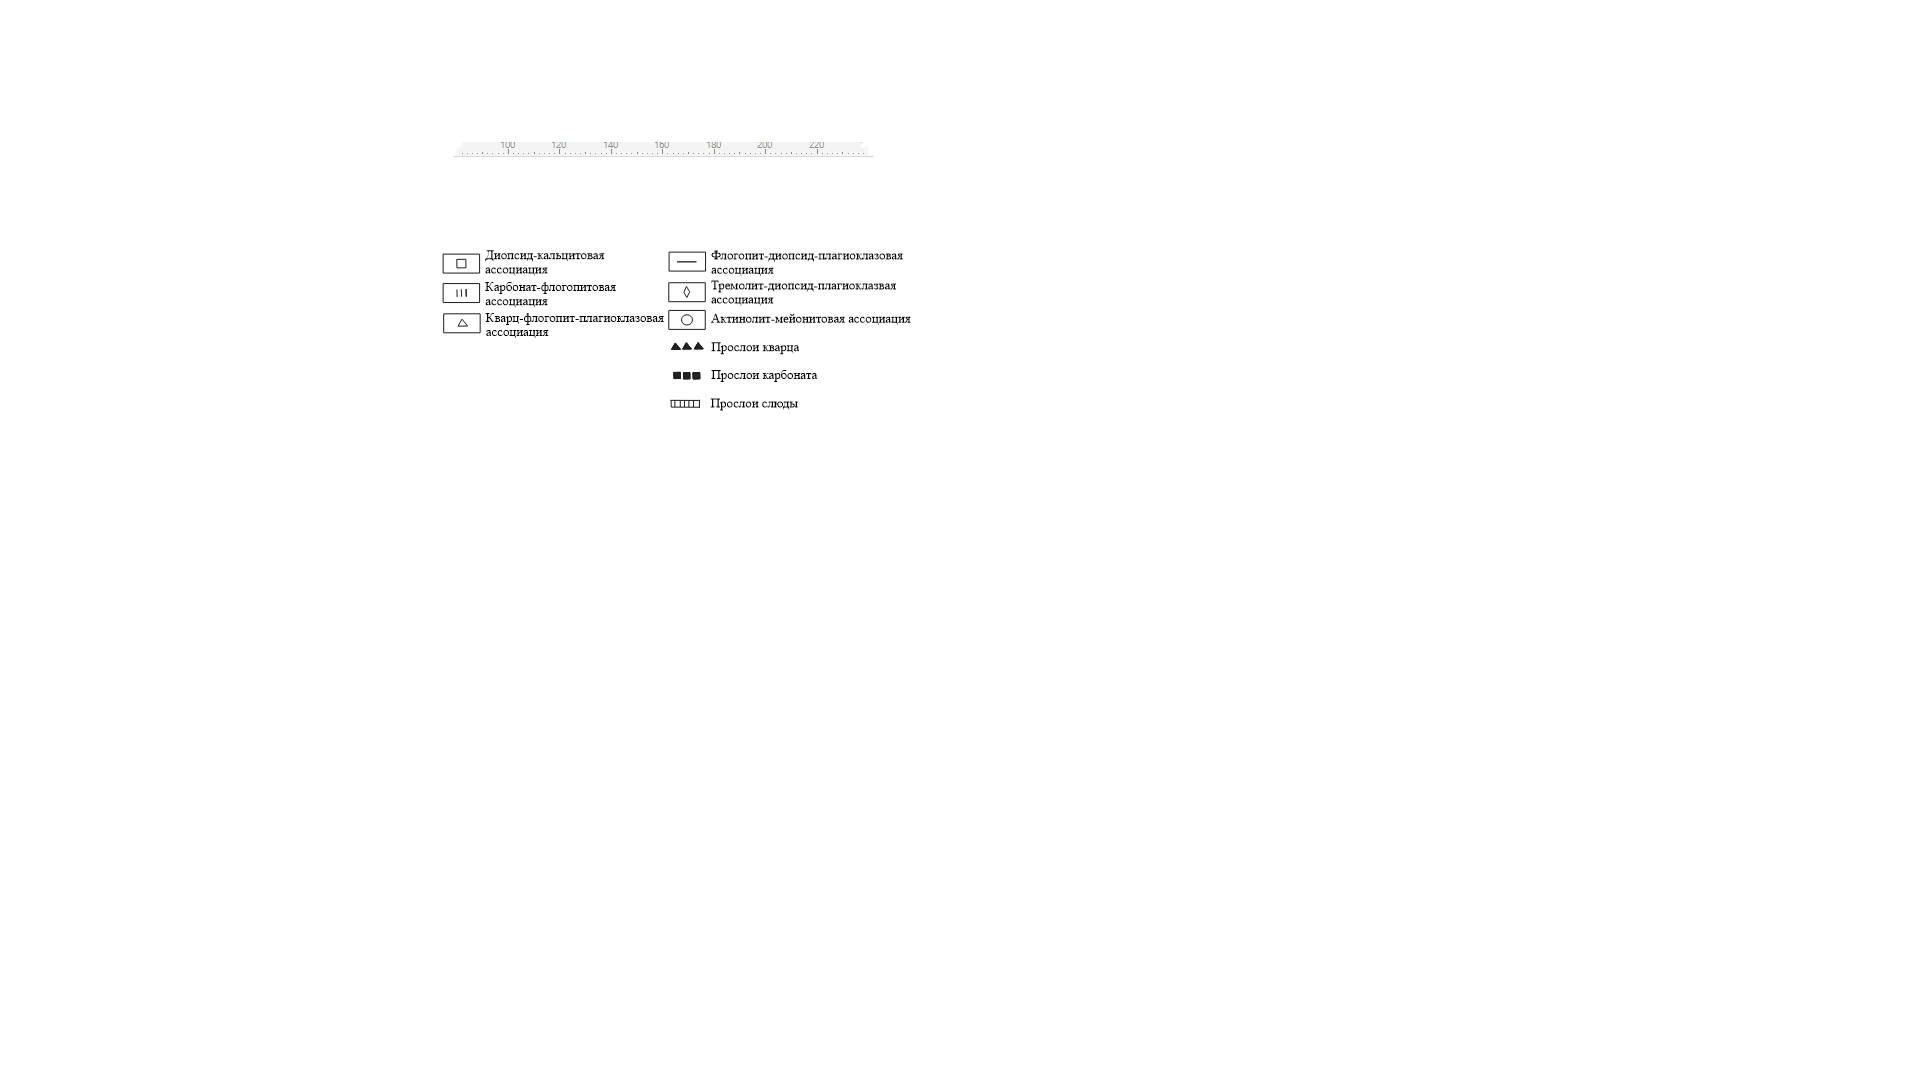 100 120 140 160 180 200 220
Диопсид-кальцитовая
ассоциация
Карбонат-флогопитовая
ассоциация
Кварц-флогопит-плагиоклазовая
ассоциация
Флогопит-диопсид-плагиоклазовая
ассоциация
Тремолит-диопсид-плагиоклазвая
ассоциация
Актинолит-мейонитовая ассоциация
Прослои кварца
Прослои карбоната
Прослои слюды